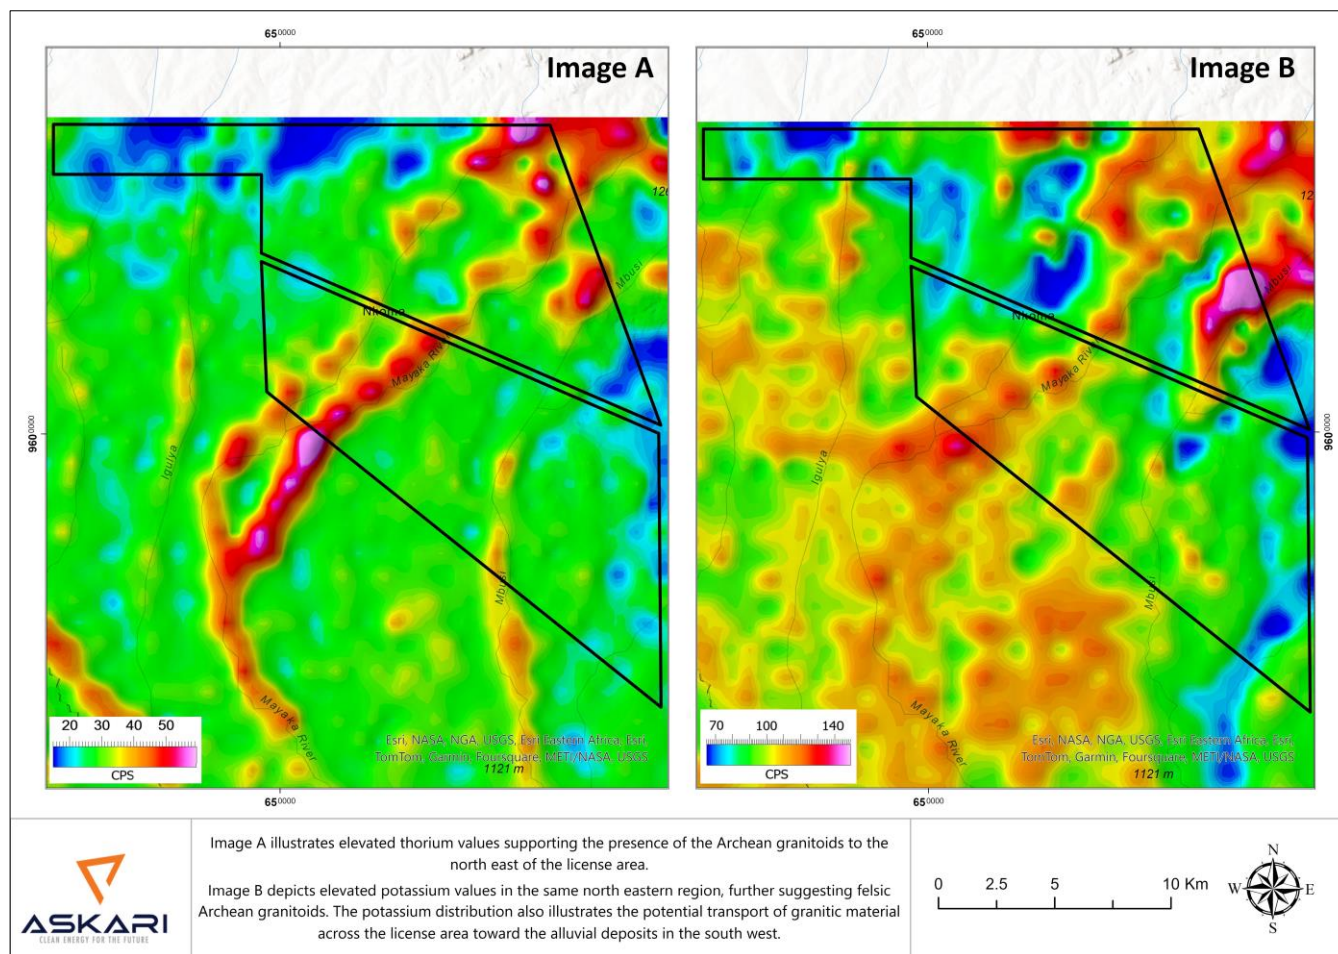 65⁰⁰⁰⁰
65⁰⁰⁰⁰
Image A
Image B
126
12
Mbusi
Mbusi
Nkoma
Nkoma
Mayaka River
Mayaka River
960⁰⁰⁰⁰
960⁰⁰⁰⁰
Igulya
Igulya
Mbusi
Mbusi
Mayaka River
Mayaka River
20 30 40 50
CPS
70 100 140
CPS
Esri, NASA, NGA, USGS, Esri Eastern Africa, Esri,
TomTom, Garmin, Foursquare, METI/NASA, USGS
1121 m
Esri, NASA, NGA, USGS, Esri Eastern Africa, Esri,
TomTom, Garmin, Foursquare, METI/NASA, USGS
1121 m
65⁰⁰⁰⁰
65⁰⁰⁰⁰
ASKARI
CLEAN ENERGY FOR THE FUTURE
Image A illustrates elevated thorium values supporting the presence of the Archean granitoids to the
north east of the license area.
Image B depicts elevated potassium values in the same north eastern region, further suggesting felsic
Archean granitoids. The potassium distribution also illustrates the potential transport of granitic material
across the license area toward the alluvial deposits in the south west.
0 2.5 5 10 Km
N
W E
S